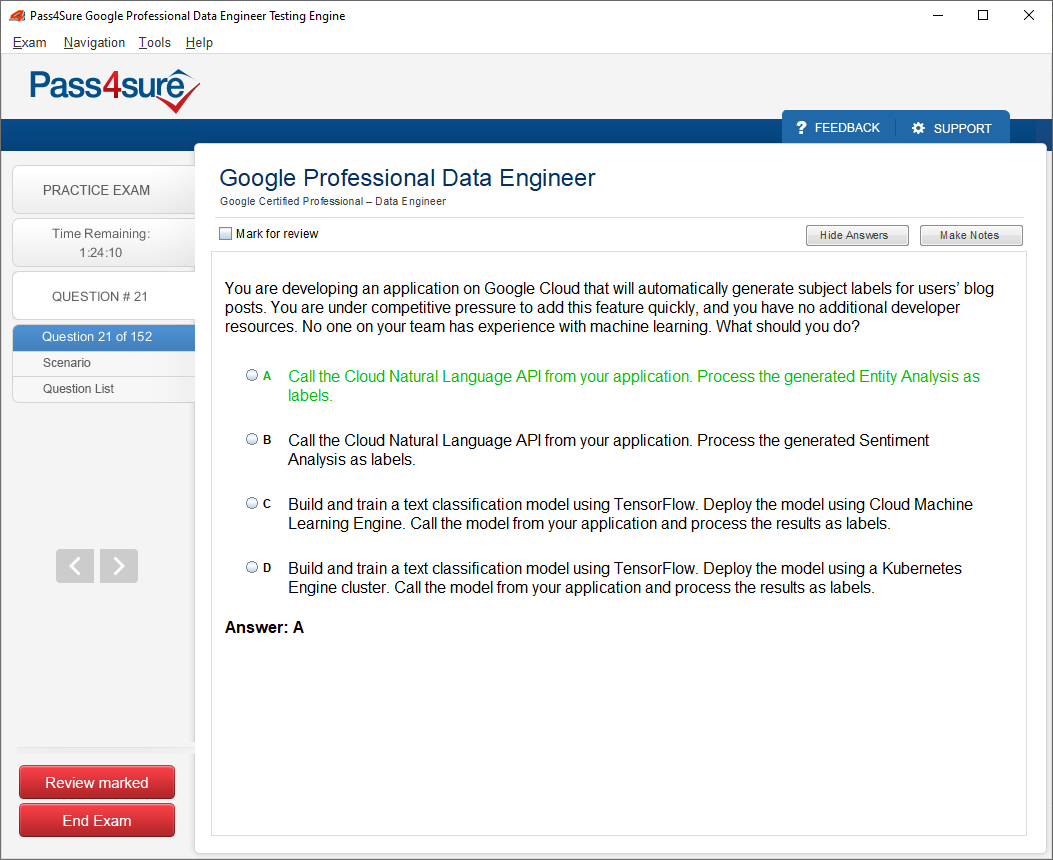 Pass4Sure Google Professional Data Engineer Testing Engine
Exam Navigation Tools Help
Pass4sure
? FEEDBACK SUPPORT
PRACTICE EXAM
Time Remaining:
1:24:10
QUESTION # 21
Question 21 of 152
Scenario
Question List
Review marked
End Exam
Google Professional Data Engineer
Google Certified Professional – Data Engineer
Mark for review
Hide Answers Make Notes
You are developing an application on Google Cloud that will automatically generate subject labels for users’ blog
posts. You are under competitive pressure to add this feature quickly, and you have no additional developer
resources. No one on your team has experience with machine learning. What should you do?
A Call the Cloud Natural Language API from your application. Process the generated Entity Analysis as
labels.
B Call the Cloud Natural Language API from your application. Process the generated Sentiment
Analysis as labels.
C Build and train a text classification model using TensorFlow. Deploy the model using Cloud Machine
Learning Engine. Call the model from your application and process the results as labels.
D Build and train a text classification model using TensorFlow. Deploy the model using a Kubernetes
Engine cluster. Call the model from your application and process the results as labels.
Answer: A